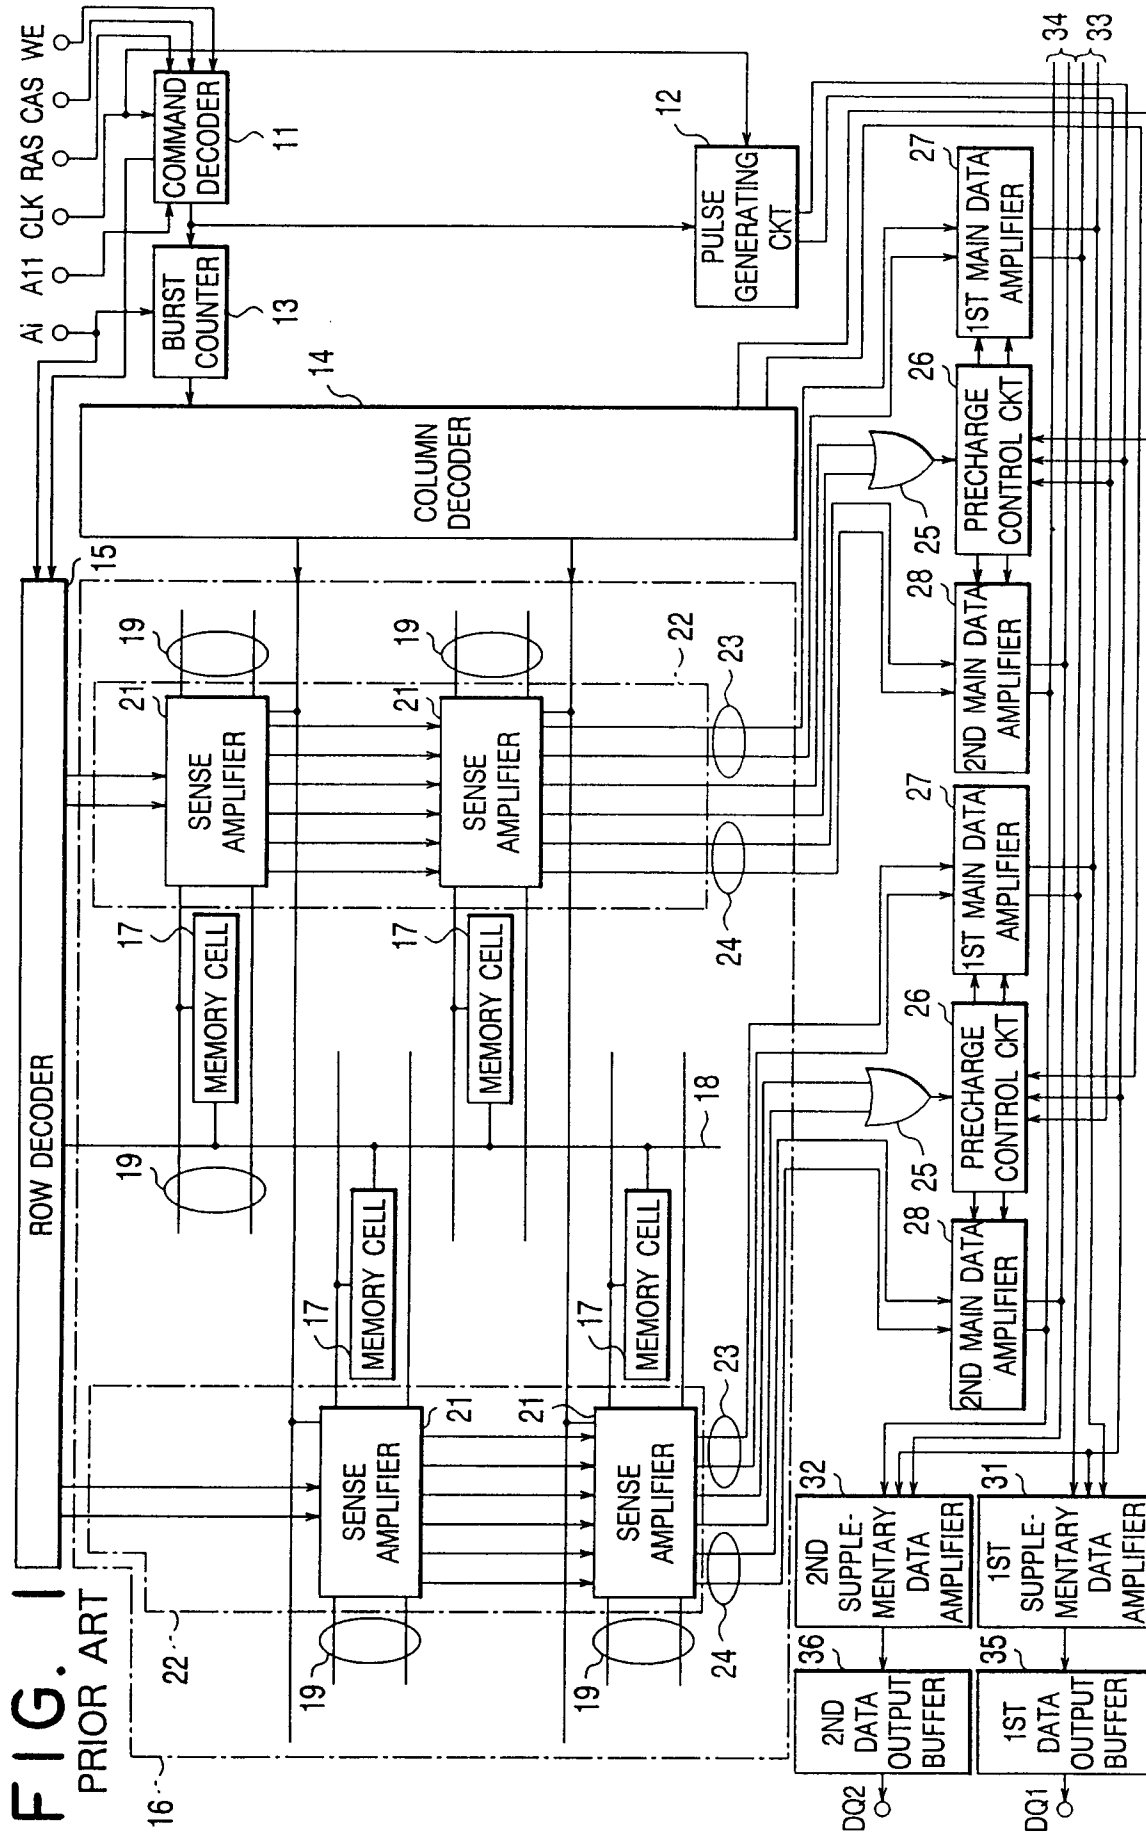 FIG. 1
PRIOR ART
Ai
A11
CLK
RAS
CAS
WE
COMMAND
DECODER
11
BURST
COUNTER
13
PULSE
GENERATING
CKT
12
COLUMN
DECODER
14
ROW DECODER
15
16
22
22
SENSE
AMPLIFIER
21
SENSE
AMPLIFIER
21
SENSE
AMPLIFIER
21
SENSE
AMPLIFIER
21
MEMORY CELL
17
MEMORY CELL
17
MEMORY CELL
17
MEMORY CELL
17
18
19
19
19
19
19
23
24
23
24
25
25
2ND MAIN DATA
AMPLIFIER
28
PRECHARGE
CONTROL CKT
26
1ST MAIN DATA
AMPLIFIER
27
2ND MAIN DATA
AMPLIFIER
28
PRECHARGE
CONTROL CKT
26
1ST MAIN DATA
AMPLIFIER
27
34
33
2ND
SUPPLE-
MENTARY
DATA
AMPLIFIER
32
1ST
SUPPLE-
MENTARY
DATA
AMPLIFIER
31
2ND
DATA
OUTPUT
BUFFER
36
1ST
DATA
OUTPUT
BUFFER
35
DQ2
DQ1